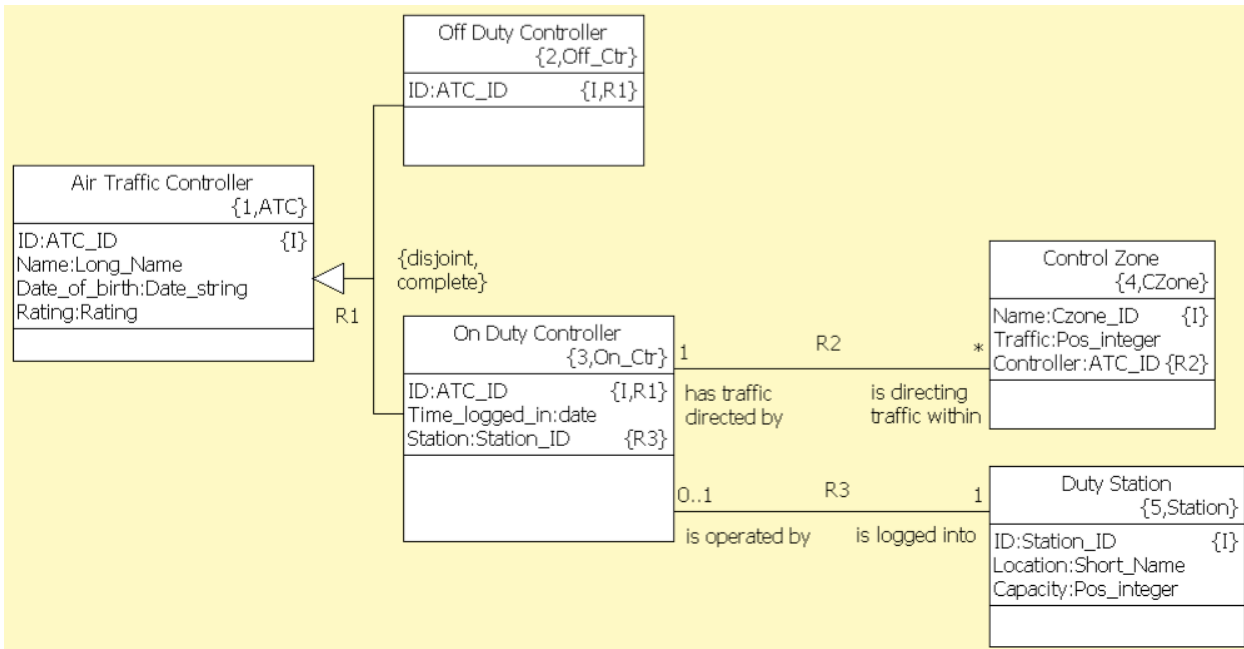 Off Duty Controller
{2,Off_Ctr}
ID:ATC_ID {I,R1}
Air Traffic Controller
{1,ATC}
ID:ATC_ID {I}
Name:Long_Name
Date_of_birth:Date_string
Rating:Rating
R1
{disjoint,
complete}
On Duty Controller
{3,On_Ctr}
ID:ATC_ID {I,R1}
Time_logged_in:date
Station:Station_ID {R3}
1 R2 *
has traffic
directed by
is directing
traffic within
Control Zone
{4,CZone}
Name:Czone_ID {I}
Traffic:Pos_integer
Controller:ATC_ID {R2}
0..1 R3 1
is operated by
is logged into
Duty Station
{5,Station}
ID:Station_ID {I}
Location:Short_Name
Capacity:Pos_integer